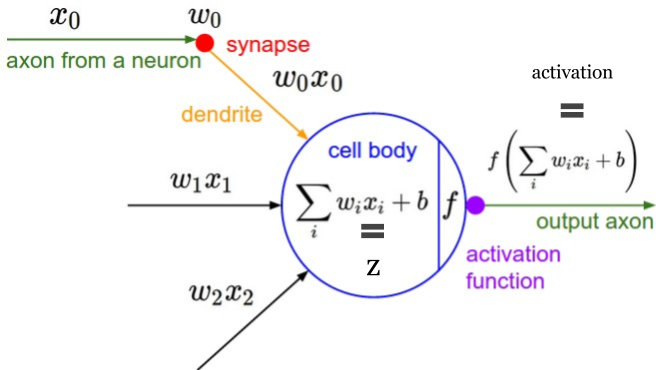 x₀
w₀
synapse
axon from a neuron
w₀x₀
activation
=
dendrite
cell body
f(∑ᵢ wᵢxᵢ + b)
w₁x₁
∑ᵢ wᵢxᵢ + b
f
output axon
=
z
activation
function
w₂x₂